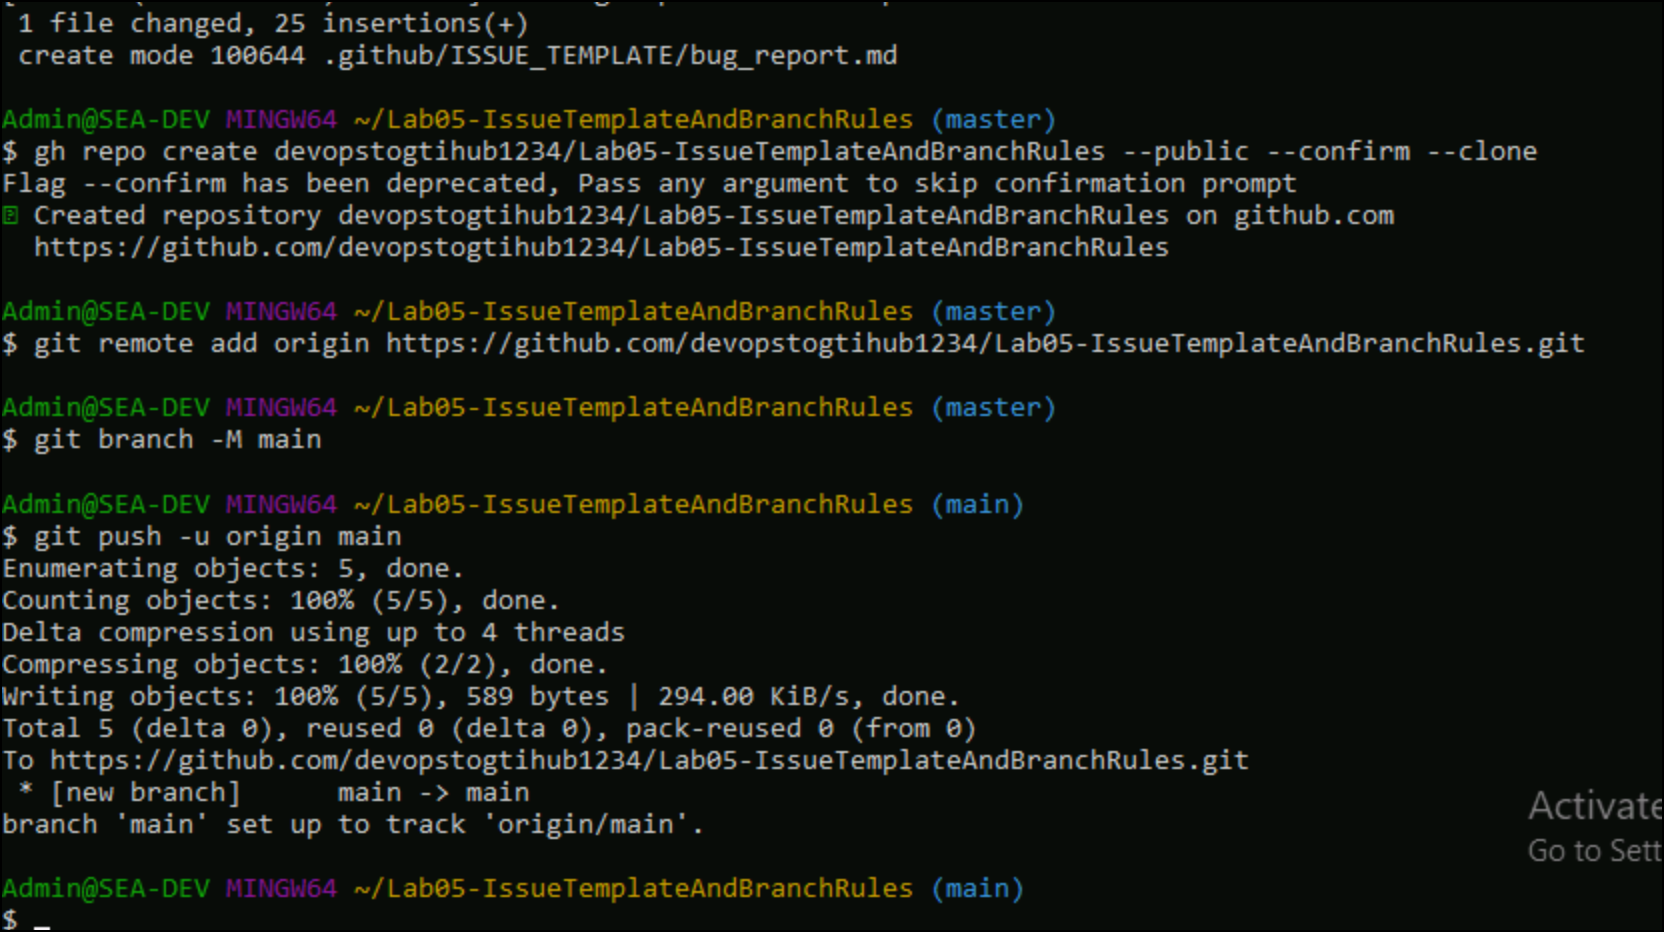 1 file changed, 25 insertions(+)
create mode 100644 .github/ISSUE_TEMPLATE/bug_report.md
Admin@SEA-DEV MINGW64 ~/Lab05-IssueTemplateAndBranchRules (master)
$ gh repo create devopstogtihub1234/Lab05-IssueTemplateAndBranchRules --public --confirm --clone
Flag --confirm has been deprecated, Pass any argument to skip confirmation prompt
Created repository devopstogtihub1234/Lab05-IssueTemplateAndBranchRules on github.com
https://github.com/devopstogtihub1234/Lab05-IssueTemplateAndBranchRules
Admin@SEA-DEV MINGW64 ~/Lab05-IssueTemplateAndBranchRules (master)
$ git remote add origin https://github.com/devopstogtihub1234/Lab05-IssueTemplateAndBranchRules.git
Admin@SEA-DEV MINGW64 ~/Lab05-IssueTemplateAndBranchRules (master)
$ git branch -M main
Admin@SEA-DEV MINGW64 ~/Lab05-IssueTemplateAndBranchRules (main)
$ git push -u origin main
Enumerating objects: 5, done.
Counting objects: 100% (5/5), done.
Delta compression using up to 4 threads
Compressing objects: 100% (2/2), done.
Writing objects: 100% (5/5), 589 bytes | 294.00 KiB/s, done.
Total 5 (delta 0), reused 0 (delta 0), pack-reused 0 (from 0)
To https://github.com/devopstogtihub1234/Lab05-IssueTemplateAndBranchRules.git
* [new branch]      main -> main
branch 'main' set up to track 'origin/main'.
Activate
Go to Sett
Admin@SEA-DEV MINGW64 ~/Lab05-IssueTemplateAndBranchRules (main)
$ _